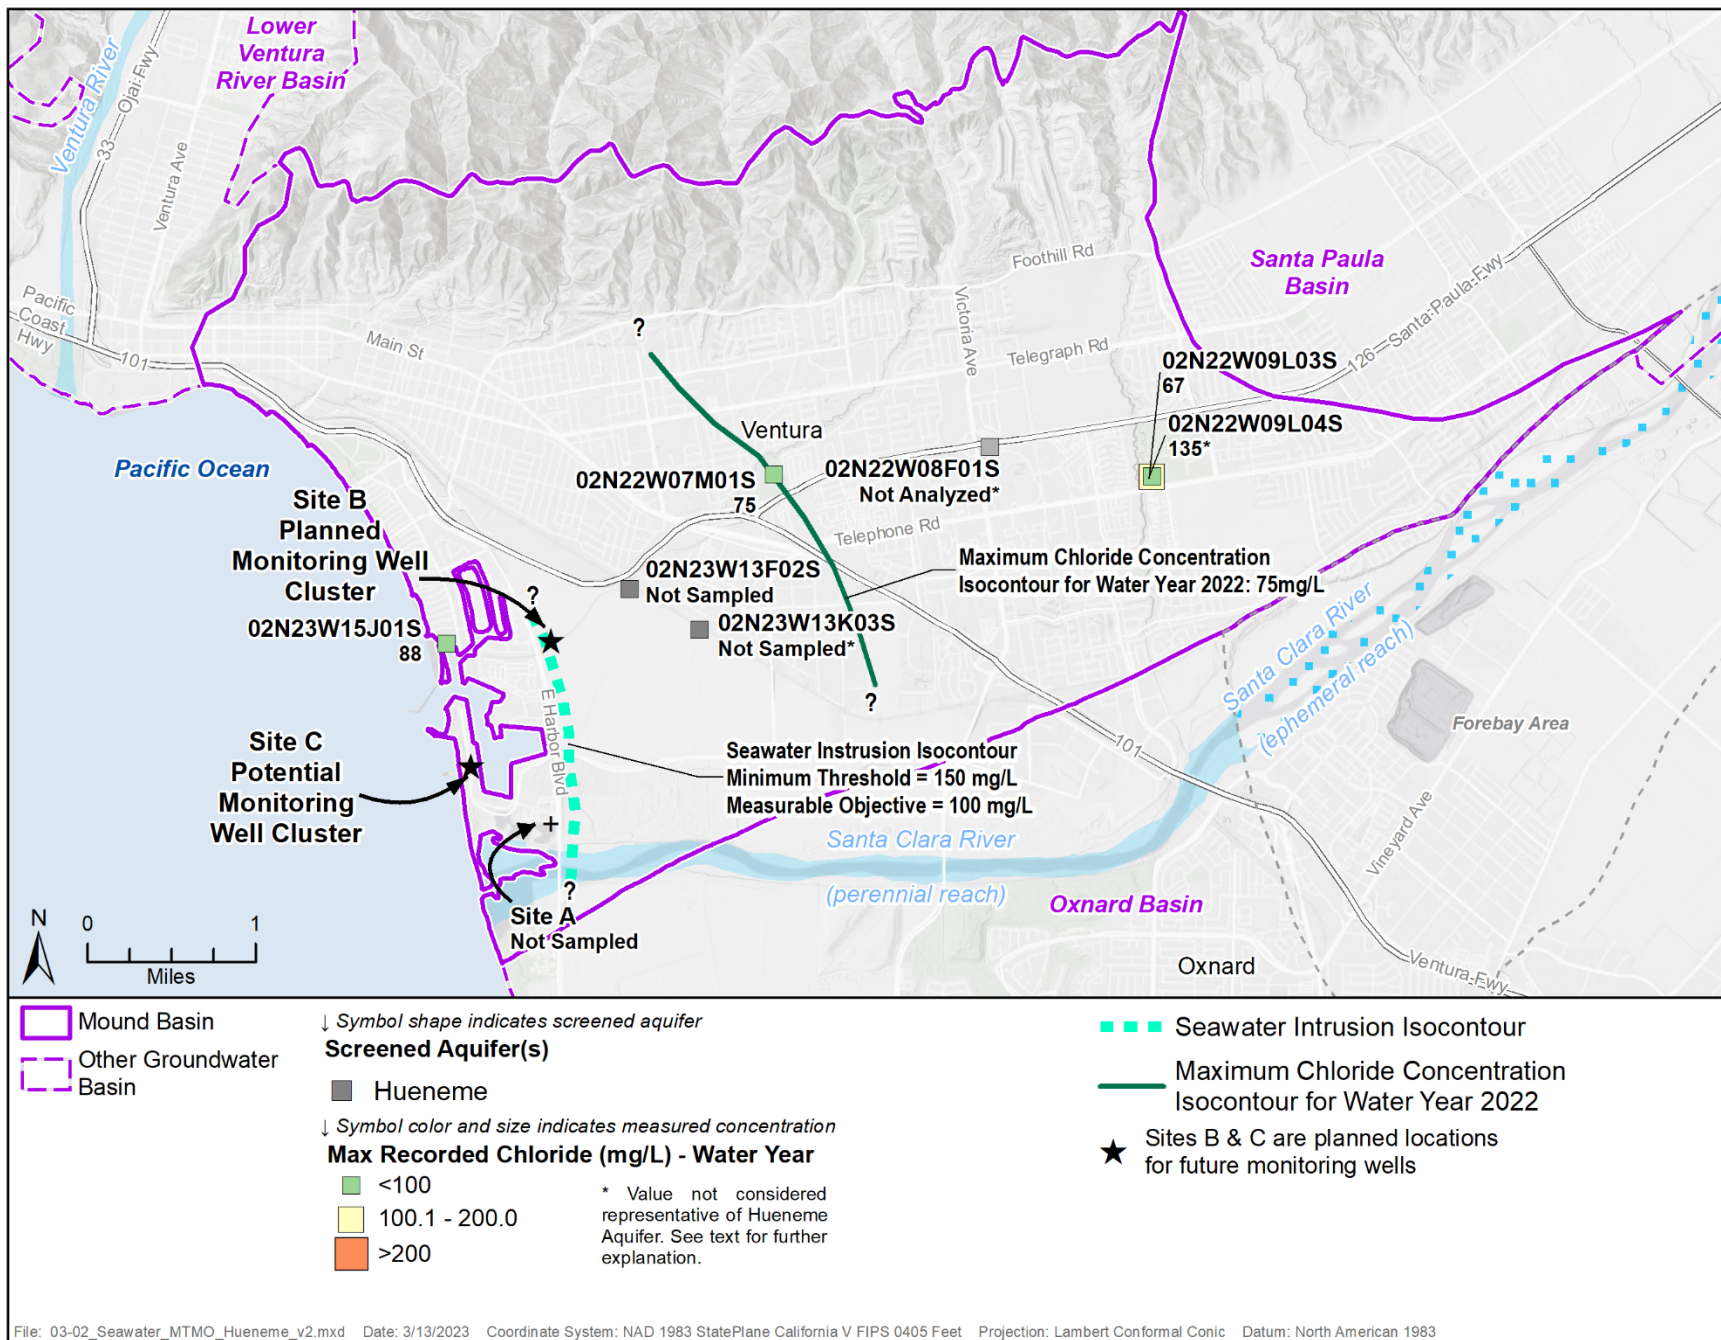 Lower
Ventura
River Basin
Ventura River
33
Ojai Fwy
Ventura Ave
Pacific
Coast
Hwy
101
Main St
Foothill Rd
Victoria Ave
Telegraph Rd
Santa Paula
Basin
126
Santa-Paula-Fwy
?
Ventura
02N22W09L03S
67
02N22W09L04S
135*
02N22W07M01S
75
02N22W08F01S
Not Analyzed*
Telephone Rd
Pacific Ocean
Site B
Planned
Monitoring Well
Cluster
?
02N23W13F02S
Not Sampled
02N23W13K03S
Not Sampled*
Maximum Chloride Concentration
Isocontour for Water Year 2022: 75mg/L
02N23W15J01S
88
?
E Harbor Blvd
Site C
Potential
Monitoring
Well Cluster
Seawater Instrusion Isocontour
Minimum Threshold = 150 mg/L
Measurable Objective = 100 mg/L
101
Santa Clara River
(ephemeral reach)
Forebay Area
Vineyard Ave
Santa Clara River
(perennial reach)
?
Site A
Not Sampled
Oxnard Basin
Oxnard
Ventura-Fwy
N
0 1
Miles
Mound Basin
Other Groundwater
Basin
↓ Symbol shape indicates screened aquifer
Screened Aquifer(s)
Hueneme
↓ Symbol color and size indicates measured concentration
Max Recorded Chloride (mg/L) - Water Year
<100
100.1 - 200.0
>200
* Value not considered
representative of Hueneme
Aquifer. See text for further
explanation.
Seawater Intrusion Isocontour
Maximum Chloride Concentration
Isocontour for Water Year 2022
Sites B & C are planned locations
for future monitoring wells
File: 03-02_Seawater_MTMO_Hueneme_v2.mxd Date: 3/13/2023 Coordinate System: NAD 1983 StatePlane California V FIPS 0405 Feet Projection: Lambert Conformal Conic Datum: North American 1983